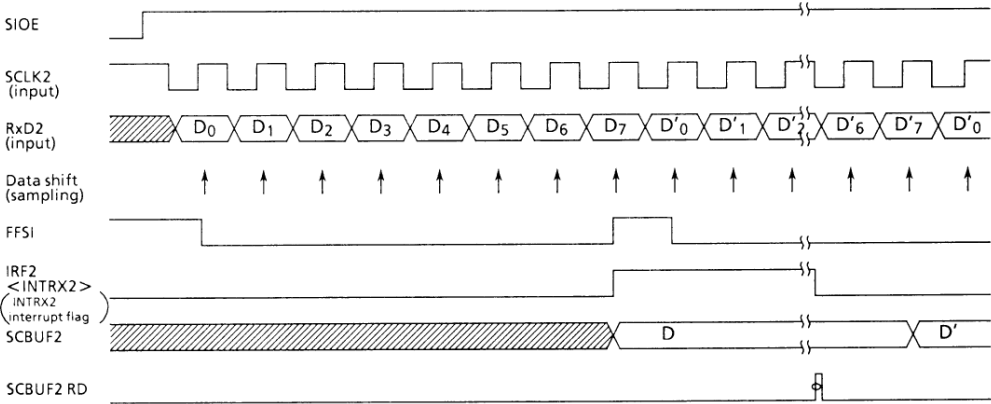 SIOE
SCLK2
(input)
RxD2
(input)
D0 D1 D2 D3 D4 D5 D6 D7 D'0 D'1 D'2 D'6 D'7 D'0
Data shift
(sampling)
FFSI
IRF2
<INTRX2>
(INTRX2
interrupt flag)
SCBUF2
D D'
SCBUF2 RD